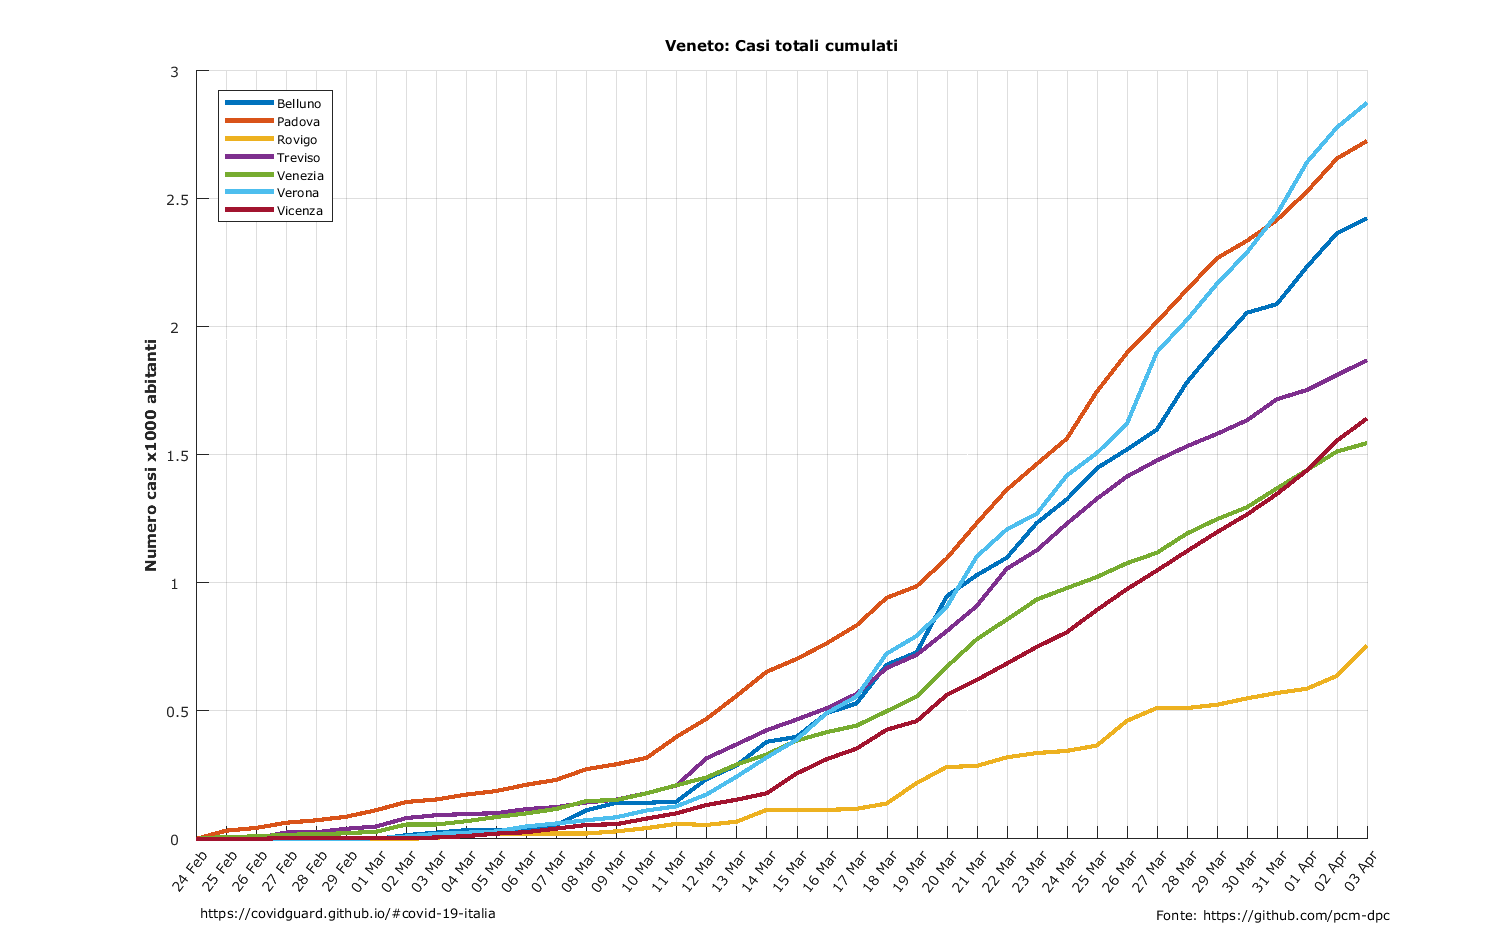 Veneto: Casi totali cumulati
3
2.5
2
1.5
1
0.5
0
Numero casi x1000 abitanti
Belluno
Padova
Rovigo
Treviso
Venezia
Verona
Vicenza
24 Feb
25 Feb
26 Feb
27 Feb
28 Feb
29 Feb
01 Mar
02 Mar
03 Mar
04 Mar
05 Mar
06 Mar
07 Mar
08 Mar
09 Mar
10 Mar
11 Mar
12 Mar
13 Mar
14 Mar
15 Mar
16 Mar
17 Mar
18 Mar
19 Mar
20 Mar
21 Mar
22 Mar
23 Mar
24 Mar
25 Mar
26 Mar
27 Mar
28 Mar
29 Mar
30 Mar
31 Mar
01 Apr
02 Apr
03 Apr
https://covidguard.github.io/#covid-19-italia
Fonte: https://github.com/pcm-dpc